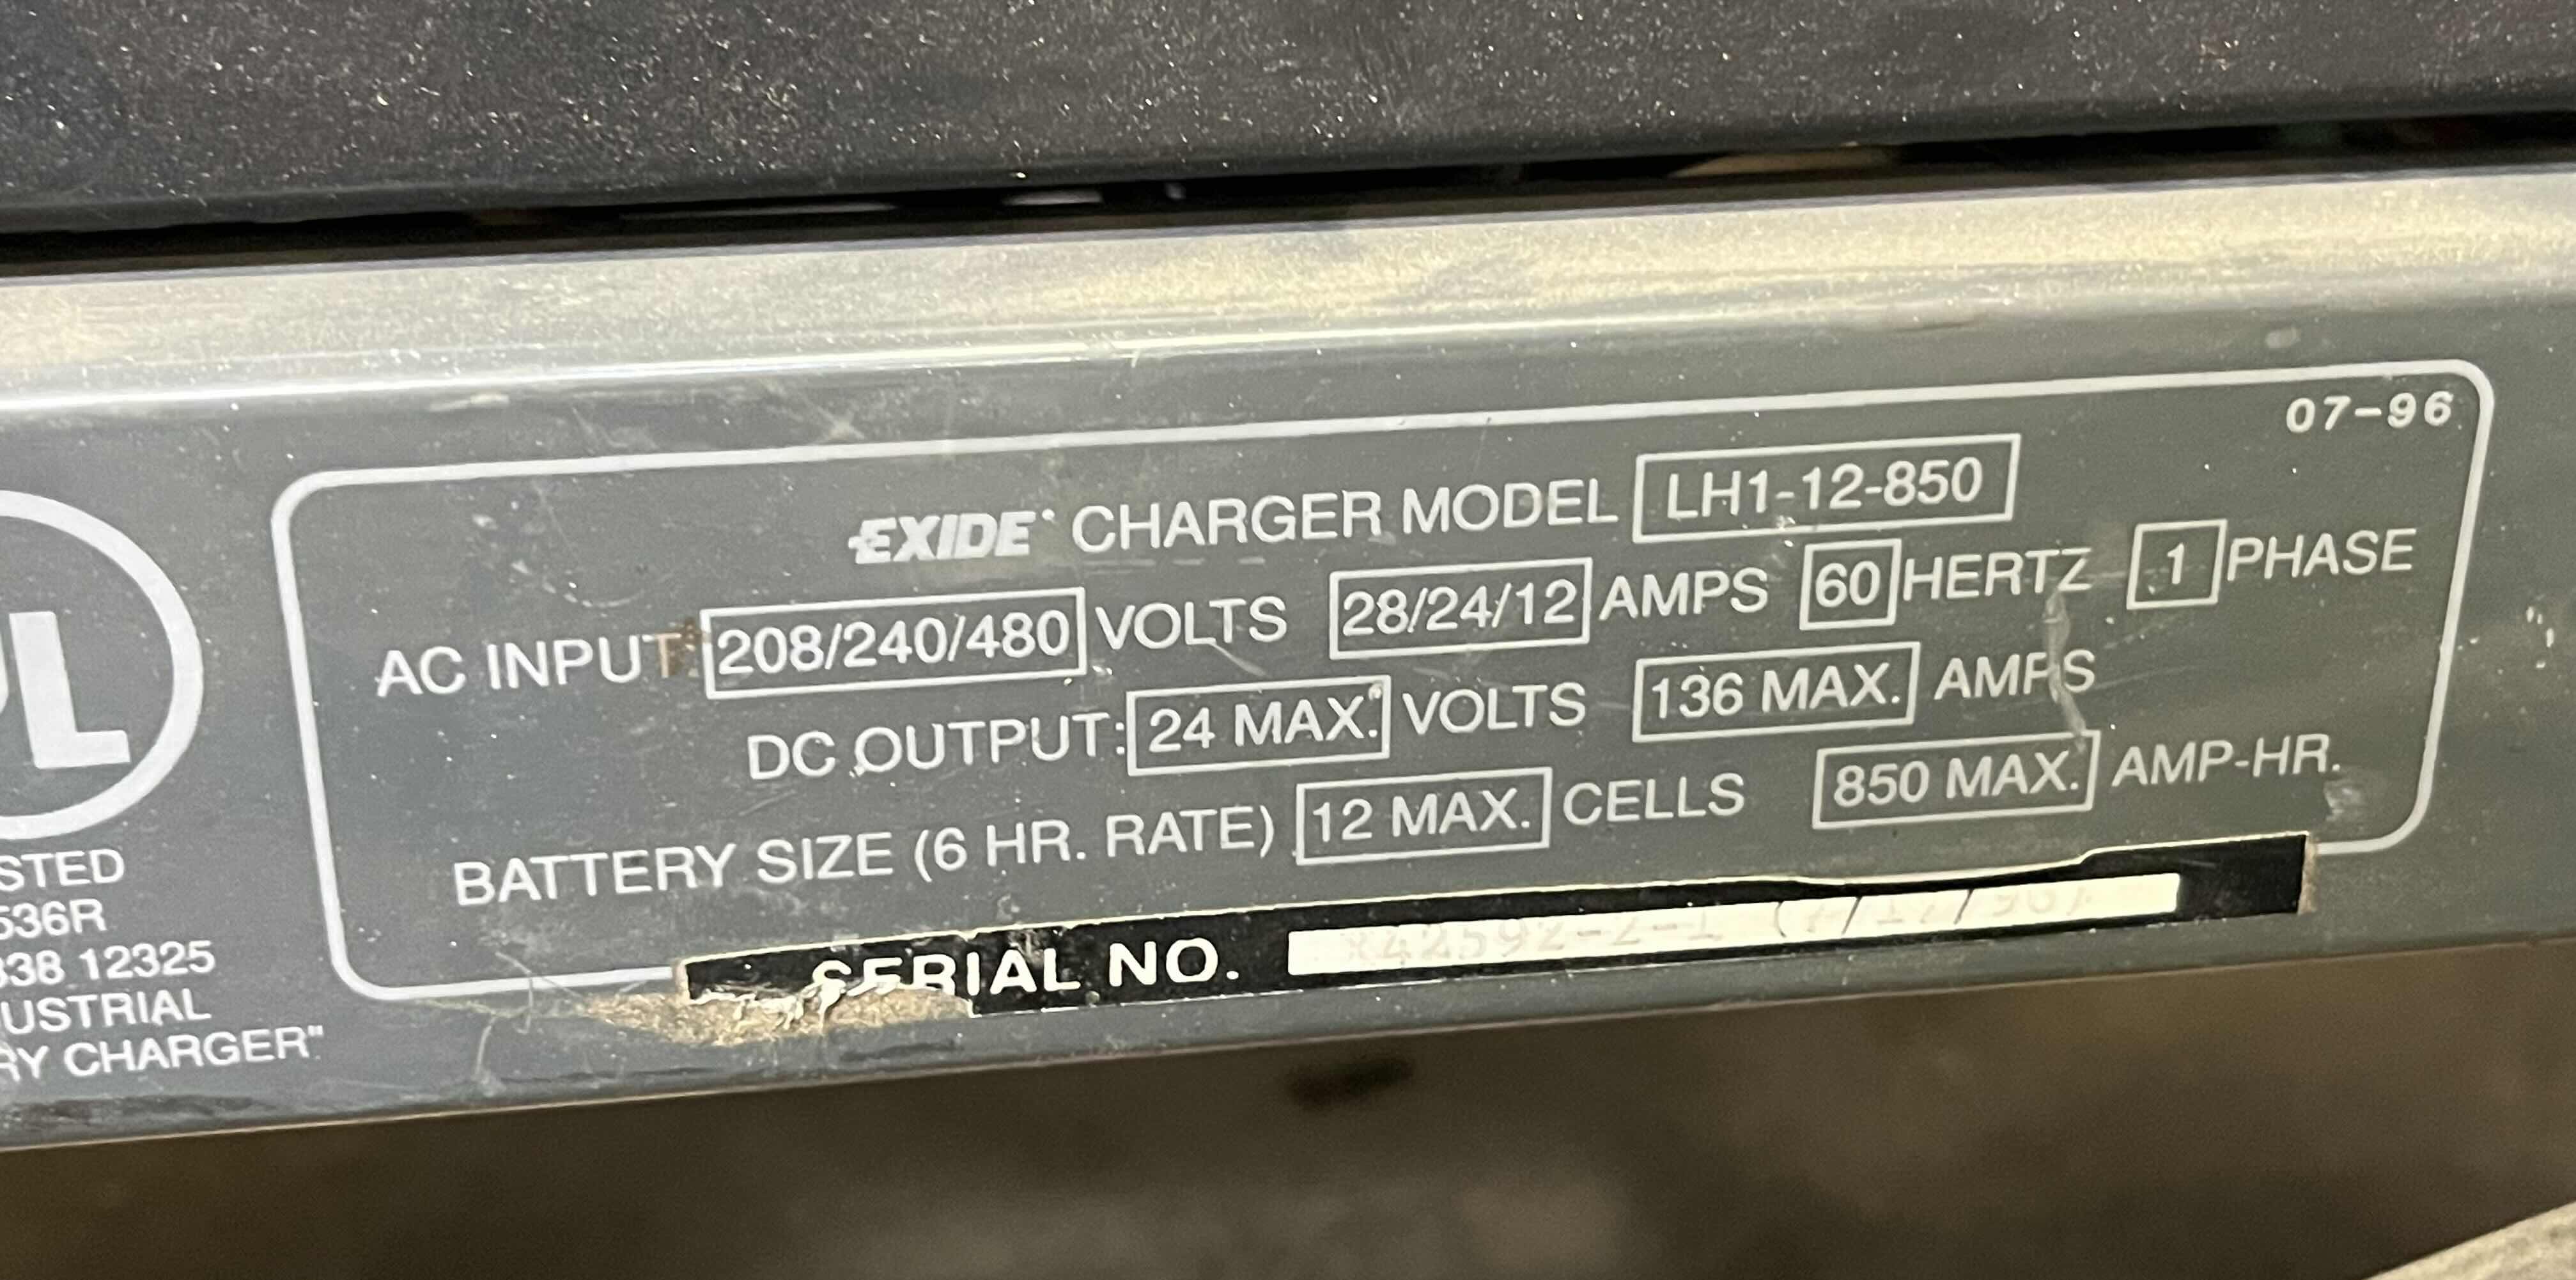 07-96
EXIDE CHARGER MODEL LH1-12-850
AC INPUT 208/240/480 VOLTS 28/24/12 AMPS 60 HERTZ 1 PHASE
DC OUTPUT: 24 MAX. VOLTS 136 MAX. AMPS
BATTERY SIZE (6 HR. RATE) 12 MAX. CELLS 850 MAX. AMP-HR.
SERIAL NO.
UL
STED
536R
338 12325
USTRIAL
RY CHARGER"